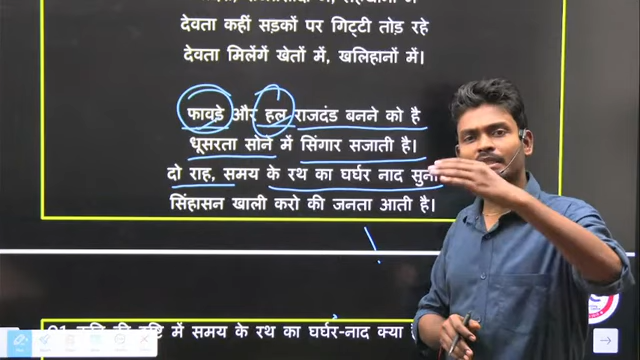 देवता कहीं सड़कों पर गिट्टी तोड़ रहे
देवता मिलेंगें खेतों में, खलिहानों में।
फावड़े और हल राजदंड बनने को है
धूसरता सोने में सिंगार सजाती है।
दो राह, समय के रथ का घर्घर नाद सुनो
सिंहासन खाली करो की जनता आती है।
में समय के रथ का घर्घर-नाद क्या